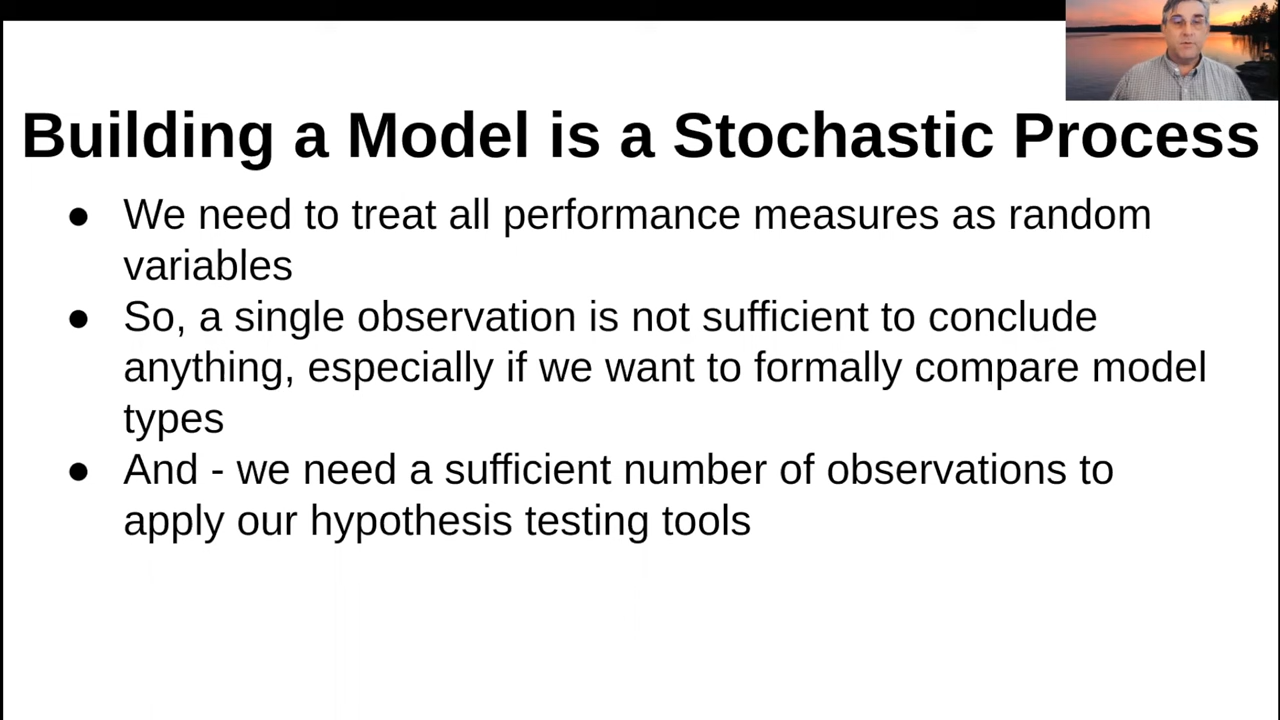 Building a Model is a Stochastic Process
● We need to treat all performance measures as random
variables
● So, a single observation is not sufficient to conclude
anything, especially if we want to formally compare model
types
● And - we need a sufficient number of observations to
apply our hypothesis testing tools